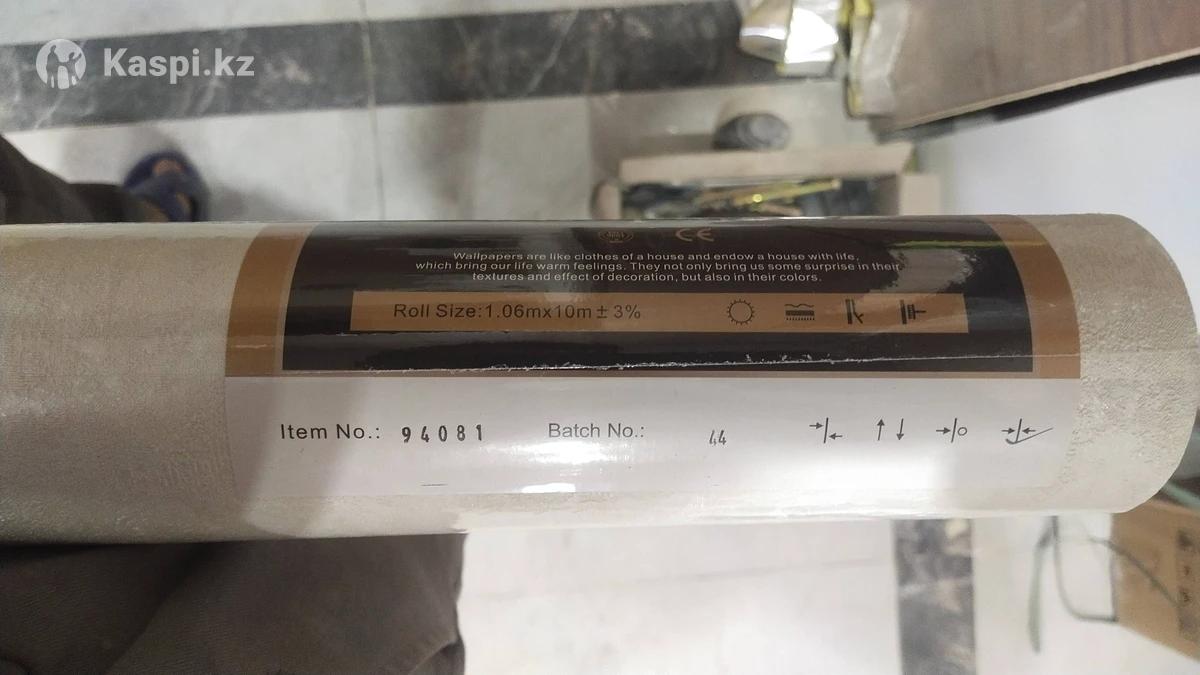 Kaspi.kz
CE
Wallpapers are like clothes of a house and endow a house with life,
which bring our life warm feelings. They not only bring us some surprise in their
textures and effect of decoration, but also in their colors.
Roll Size:1.06mx10m ± 3%
Item No.: 94081 Batch No.: 44